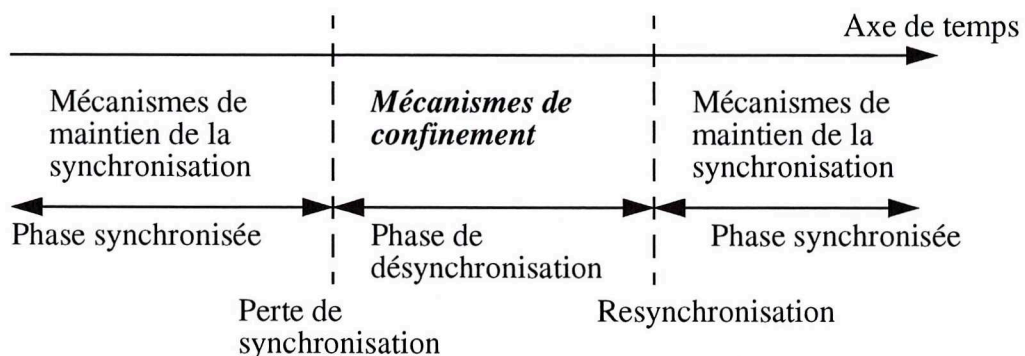 Axe de temps
Mécanismes de
maintien de la
synchronisation
Mécanismes de
confinement
Mécanismes de
maintien de la
synchronisation
Phase synchronisée
Phase de
désynchronisation
Phase synchronisée
Perte de
synchronisation
Resynchronisation